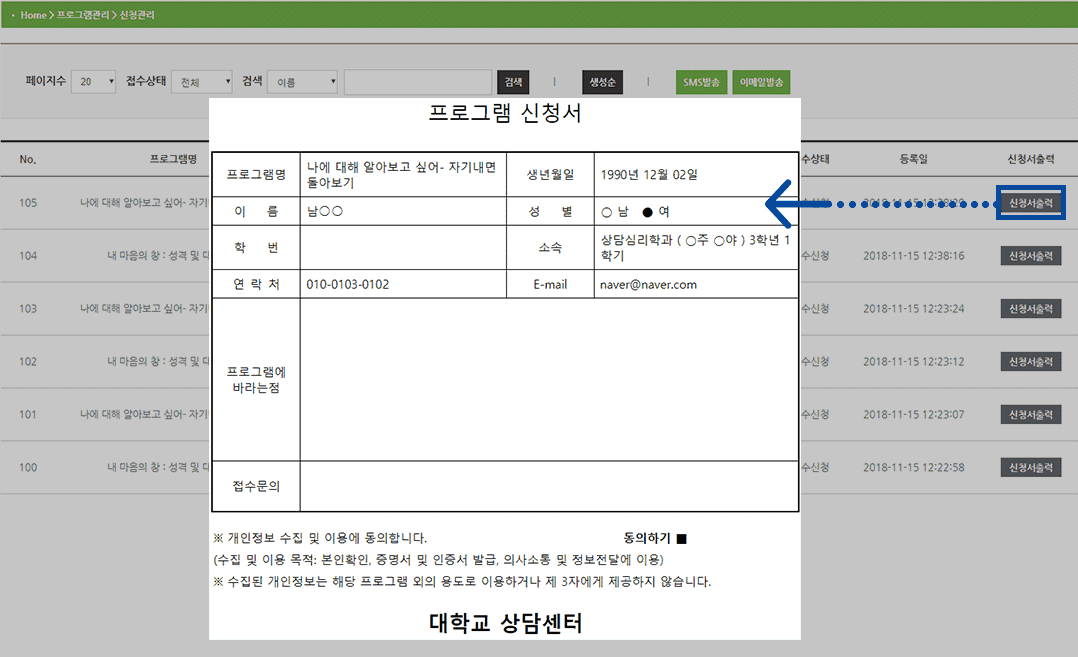 · Home > 프로그램관리 > 신청관리
페이지수 20 접수상태 전체 검색 이름 검색 | 생성순 | SMS발송 이메일발송
프로그램 신청서
No. 프로그램명 수상태 등록일 신청서출력
105 나에 대해 알아보고 싶어- 자기 신청서출력
104 내 마음의 창 : 성격 및 대 수신청 2018-11-15 12:38:16 신청서출력
103 나에 대해 알아보고 싶어- 자기 수신청 2018-11-15 12:23:24 신청서출력
102 내 마음의 창 : 성격 및 대 수신청 2018-11-15 12:23:12 신청서출력
101 나에 대해 알아보고 싶어- 자기 수신청 2018-11-15 12:23:07 신청서출력
100 내 마음의 창 : 성격 및 대 수신청 2018-11-15 12:22:58 신청서출력
프로그램명 나에 대해 알아보고 싶어- 자기내면 생년월일 1990년 12월 02일
돌아보기
이 름 남○○ 성 별 ○ 남 ● 여
학 번 소속 상담심리학과 ( ○주 ○야 ) 3학년 1
학기
연 락 처 010-0103-0102 E-mail naver@naver.com
프로그램에
바라는점
접수문의
※ 개인정보 수집 및 이용에 동의합니다. 동의하기 ■
(수집 및 이용 목적: 본인확인, 증명서 및 인증서 발급, 의사소통 및 정보전달에 이용)
※ 수집된 개인정보는 해당 프로그램 외의 용도로 이용하거나 제 3자에게 제공하지 않습니다.
대학교 상담센터